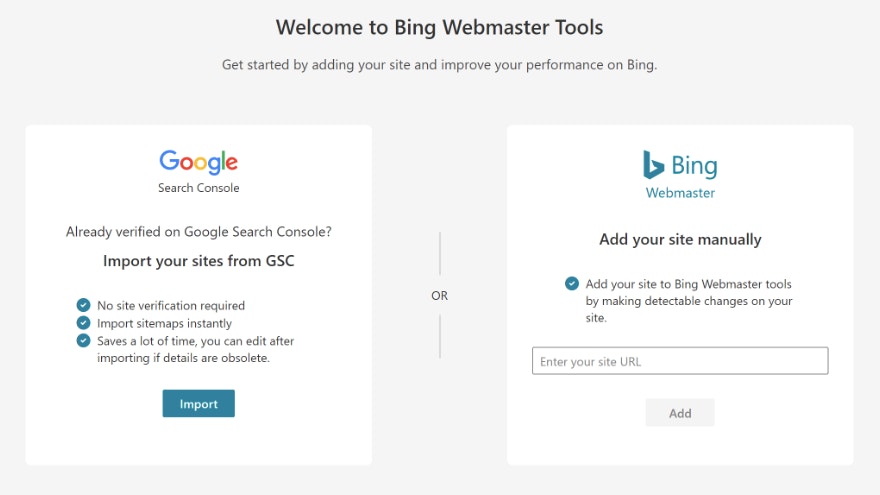 Welcome to Bing Webmaster Tools
Get started by adding your site and improve your performance on Bing.
Google
Search Console
Already verified on Google Search Console?
Import your sites from GSC
No site verification required
Import sitemaps instantly
Saves a lot of time, you can edit after
importing if details are obsolete.
Import
OR
Bing
Webmaster
Add your site manually
Add your site to Bing Webmaster tools
by making detectable changes on your
site.
Enter your site URL
Add